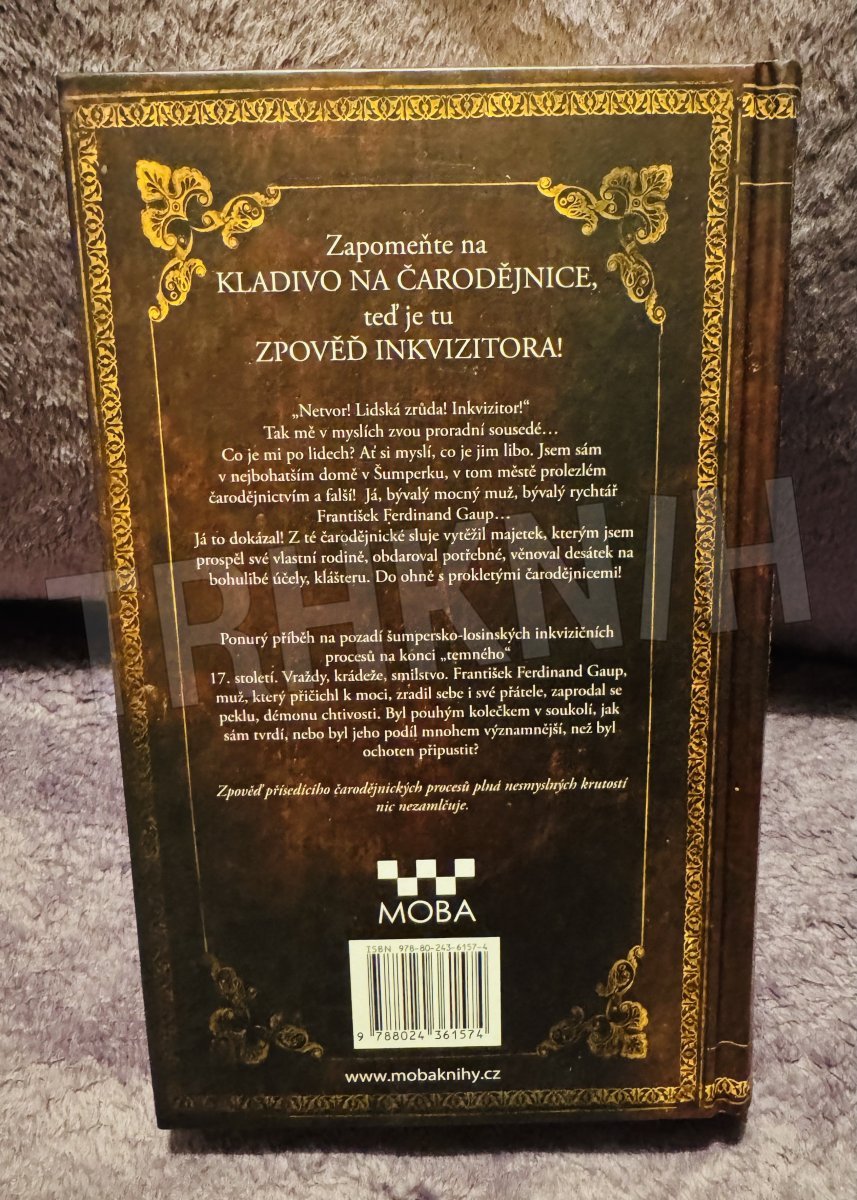 Zapomeňte na
KLADIVO NA ČARODĚJNICE,
teď je tu
ZPOVĚĎ INKVIZITORA!
„Netvor! Lidská zrůda! Inkvizitor!“
Tak mě v myslích zvou proradní sousedé…
Co je mi po lidech? Ať si myslí, co je jim libo. Jsem sám
v nejbohatším domě v Šumperku, v tom městě prolezlém
čarodějnictvím a falší! Já, bývalý mocný muž, bývalý rychtář
František Ferdinand Gaup…
Já to dokázal! Z té čarodějnické sluje vytěžil majetek, kterým jsem
prospěl své vlastní rodině, obdaroval potřebné, věnoval desátek na
bohulibé účely, klášteru. Do ohně s prokletými čarodějnicemi!
Ponurý příběh na pozadí šumpersko-losinských inkvizičních
procesů na konci „temného“
17. století. Vraždy, krádeže, smilstvo. František Ferdinand Gaup,
muž, který přičichl k moci, zradil sebe i své přátele, zaprodal se
peklu, démonu chtivosti. Byl pouhým kolečkem v soukolí, jak
sám tvrdí, nebo byl jeho podíl mnohem významnější, než byl
ochoten připustit?
Zpověď přísedícího čarodějnických procesů plná nesmyslných krutostí
nic nezamlčuje.
MOBA
ISBN 978-80-243-6157-4
9 788024 361574
www.mobaknihy.cz
TRHKNIH